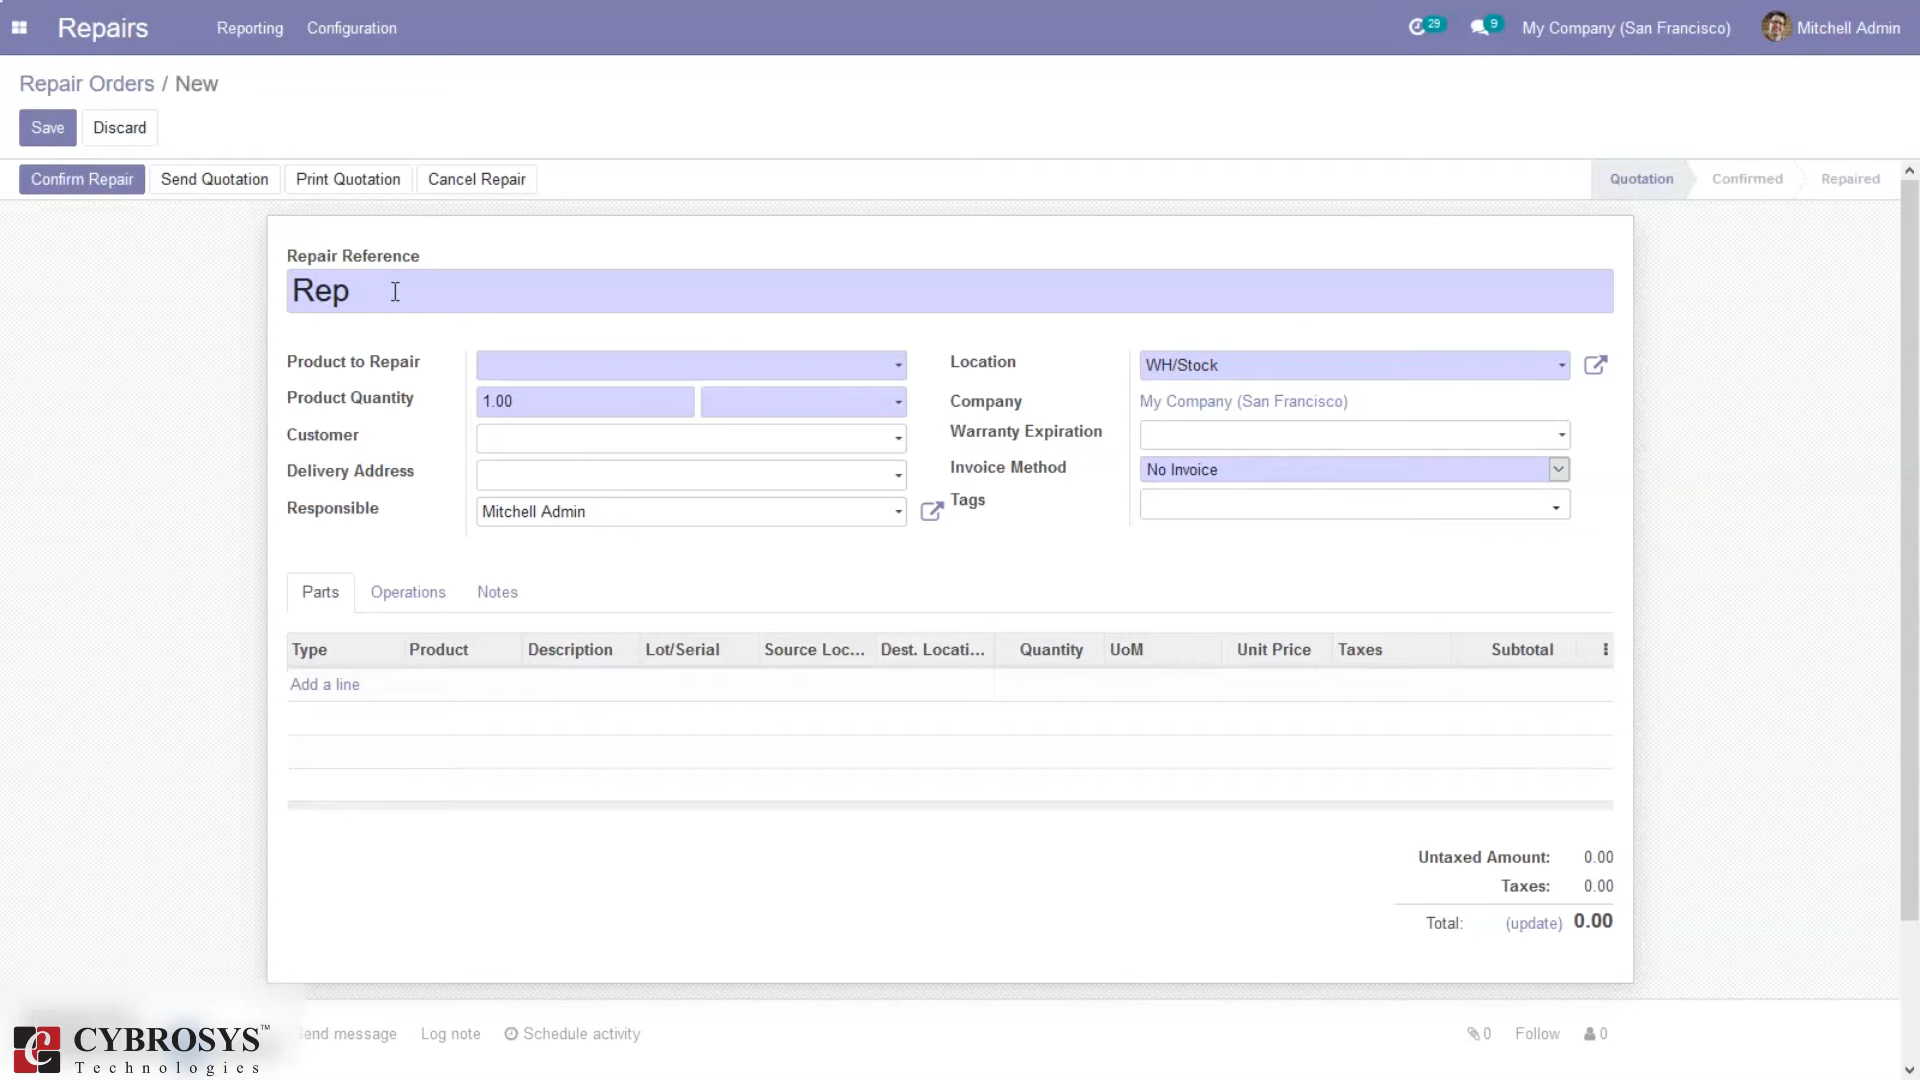 Repairs Reporting Configuration 29 9 My Company (San Francisco) Mitchell Admin
Repair Orders / New
Save Discard
Confirm Repair Send Quotation Print Quotation Cancel Repair Quotation Confirmed Repaired
Repair Reference
Rep
Product to Repair Location WH/Stock
Product Quantity 1.00 Company My Company (San Francisco)
Customer Warranty Expiration
Delivery Address Invoice Method No Invoice
Responsible Mitchell Admin Tags
Parts Operations Notes
Type Product Description Lot/Serial Source Loc... Dest. Locati... Quantity UoM Unit Price Taxes Subtotal
Add a line
Untaxed Amount: 0.00
Taxes: 0.00
Total: (update) 0.00
end message Log note Schedule activity 0 Follow 0
CYBROSYS™
Technologies